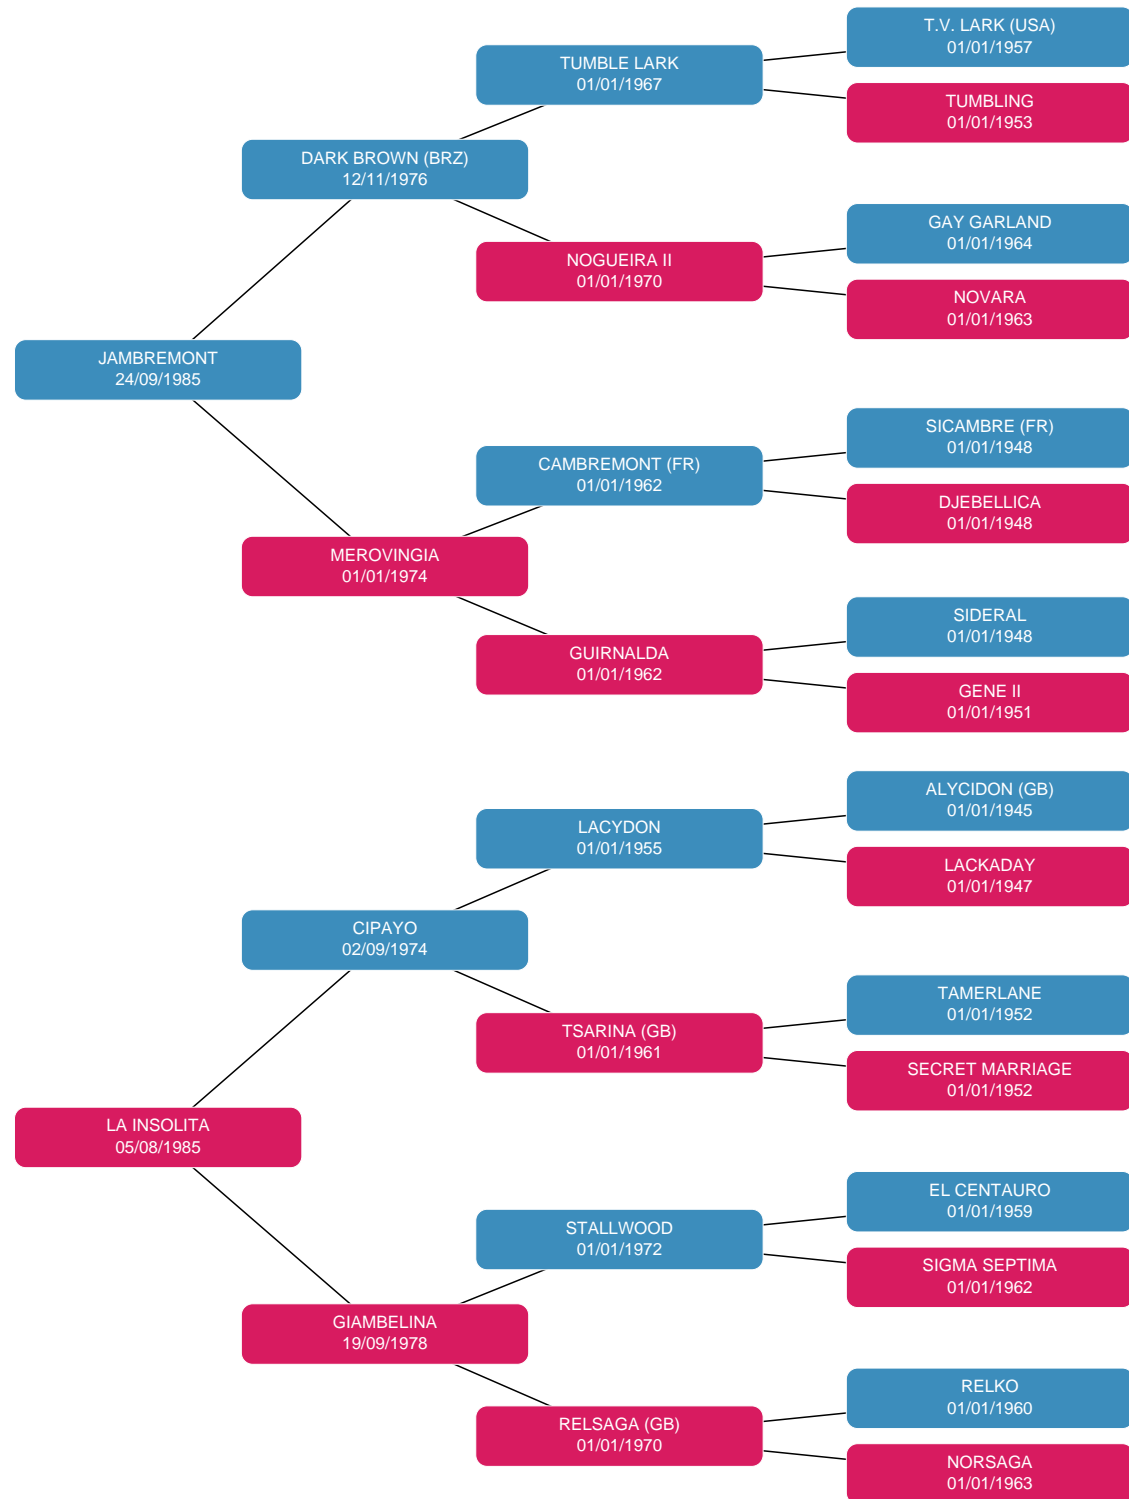 T.V. LARK (USA)
01/01/1957
TUMBLE LARK
01/01/1967
TUMBLING
01/01/1953
DARK BROWN (BRZ)
12/11/1976
GAY GARLAND
01/01/1964
NOGUEIRA II
01/01/1970
NOVARA
01/01/1963
JAMBREMONT
24/09/1985
SICAMBRE (FR)
01/01/1948
CAMBREMONT (FR)
01/01/1962
DJEBELLICA
01/01/1948
MEROVINGIA
01/01/1974
SIDERAL
01/01/1948
GUIRNALDA
01/01/1962
GENE II
01/01/1951
ALYCIDON (GB)
01/01/1945
LACYDON
01/01/1955
LACKADAY
01/01/1947
CIPAYO
02/09/1974
TAMERLANE
01/01/1952
TSARINA (GB)
01/01/1961
SECRET MARRIAGE
01/01/1952
LA INSOLITA
05/08/1985
EL CENTAURO
01/01/1959
STALLWOOD
01/01/1972
SIGMA SEPTIMA
01/01/1962
GIAMBELINA
19/09/1978
RELKO
01/01/1960
RELSAGA (GB)
01/01/1970
NORSAGA
01/01/1963